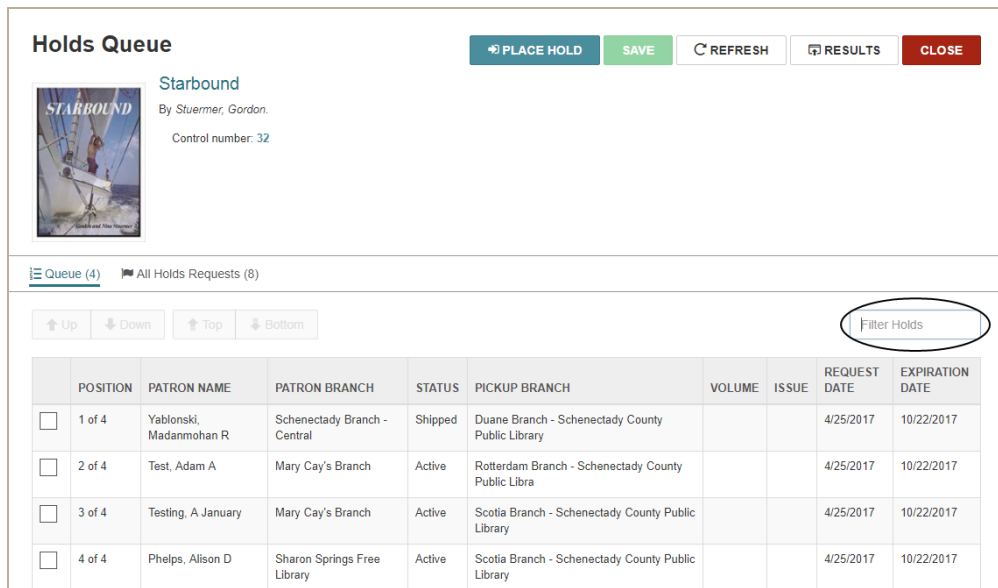 Holds Queue
PLACE HOLD
SAVE
REFRESH
RESULTS
CLOSE
STARBOUND
Gordon and Nina Stuermer
Starbound
By Stuermer, Gordon.
Control number: 32
Queue (4)
All Holds Requests (8)
Up
Down
Top
Bottom
Filter Holds
POSITION PATRON NAME PATRON BRANCH STATUS PICKUP BRANCH VOLUME ISSUE REQUEST DATE EXPIRATION DATE
1 of 4 Yablonski, Madanmohan R Schenectady Branch - Central Shipped Duane Branch - Schenectady County Public Library 4/25/2017 10/22/2017
2 of 4 Test, Adam A Mary Cay's Branch Active Rotterdam Branch - Schenectady County Public Libra 4/25/2017 10/22/2017
3 of 4 Testing, A January Mary Cay's Branch Active Scotia Branch - Schenectady County Public Library 4/25/2017 10/22/2017
4 of 4 Phelps, Alison D Sharon Springs Free Library Active Scotia Branch - Schenectady County Public Library 4/25/2017 10/22/2017